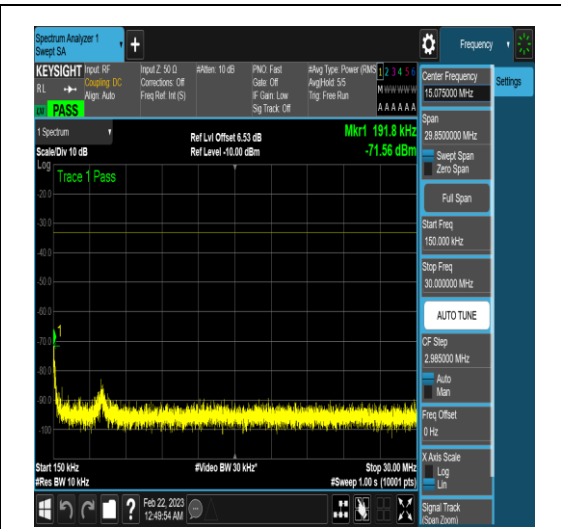 Spectrum Analyzer 1
Swept SA
+
Frequency
KEYSIGHT
RL
PASS
Input: RF
Coupling: DC
Align: Auto
Input Z: 50 Ω
Corrections: Off
Freq Ref: Int (S)
#Atten: 10 dB
PNO: Fast
Gate: Off
IF Gain: Low
Sig Track: Off
#Avg Type: Power (RMS)
Avg|Hold: 5/5
Trig: Free Run
1 2 3 4 5 6
M W W W W W
A A A A A A
1 Spectrum
Scale/Div 10 dB
Ref Lvl Offset 6.53 dB
Ref Level -10.00 dBm
Mkr1 191.8 kHz
-71.56 dBm
Log
Trace 1 Pass
-20.0
-30.0
-40.0
-50.0
-60.0
-70.0
-80.0
-90.0
-100
1
Start 150 kHz
#Res BW 10 kHz
#Video BW 30 kHz*
Stop 30.00 MHz
#Sweep 1.00 s (10001 pts)
Feb 22, 2023
12:49:54 AM
?
Center Frequency
15.075000 MHz
Settings
Span
29.8500000 MHz
Swept Span
Zero Span
Full Span
Start Freq
150.000 kHz
Stop Freq
30.000000 MHz
AUTO TUNE
CF Step
2.985000 MHz
Auto
Man
Freq Offset
0 Hz
X Axis Scale
Log
Lin
Signal Track
(Span Zoom)